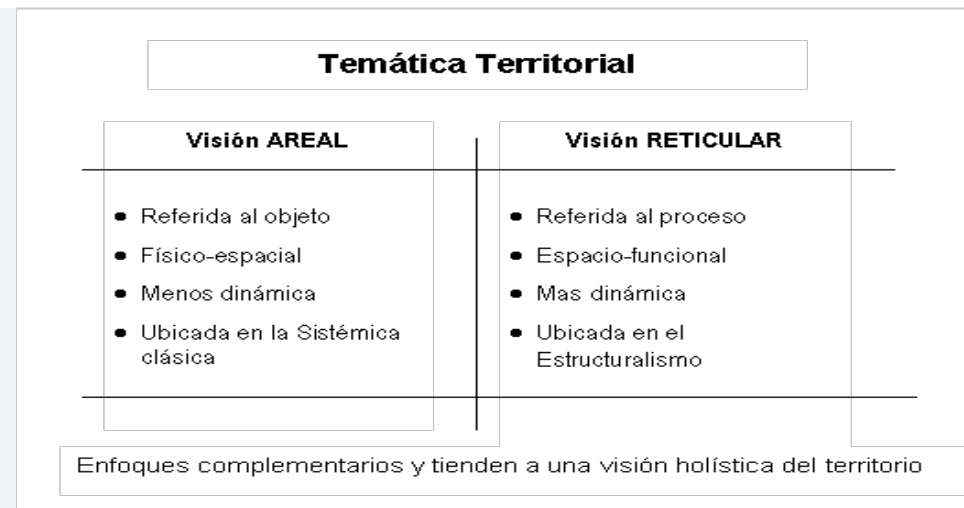 Temática Territorial
Visión AREAL
● Referida al objeto
● Físico-espacial
● Menos dinámica
● Ubicada en la Sistémica
clásica
Visión RETICULAR
● Referida al proceso
● Espacio-funcional
● Mas dinámica
● Ubicada en el
Estructuralismo
Enfoques complementarios y tienden a una visión holística del territorio